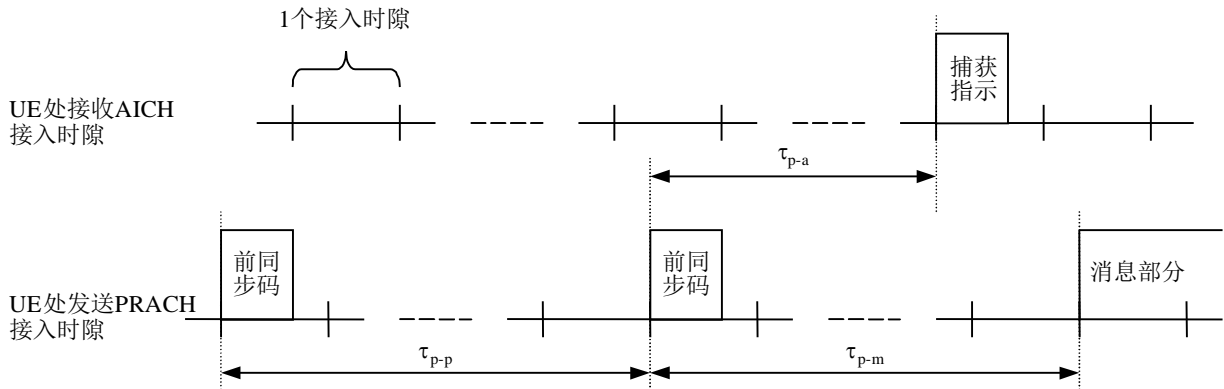 1个接入时隙
捕获
指示
UE处接收AICH
接入时隙
τp-a
前同
步码
前同
步码
消息部分
UE处发送PRACH
接入时隙
τp-p
τp-m